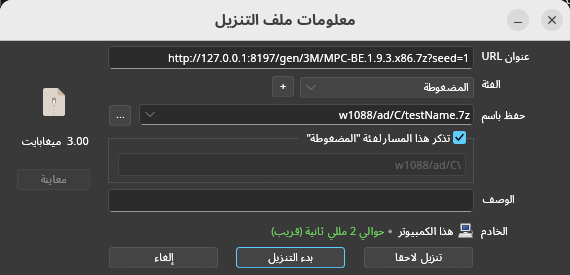 معلومات ملف التنزيل
عنوان URL
http://127.0.0.1:8197/gen/3M/MPC-BE.1.9.3.x86.7z?seed=1
الفئة
المضغوطة
+
حفظ باسم
w1088/ad/C/testName.7z
...
تذكر هذا المسار لفئة "المضغوطة"
w1088/ad/C\
3.00 ميغابايت
معاينة
الوصف
الخادم
هذا الكمبيوتر • حوالي 2 مللي ثانية (قريب)
تنزيل لاحقا
بدء التنزيل
إلغاء